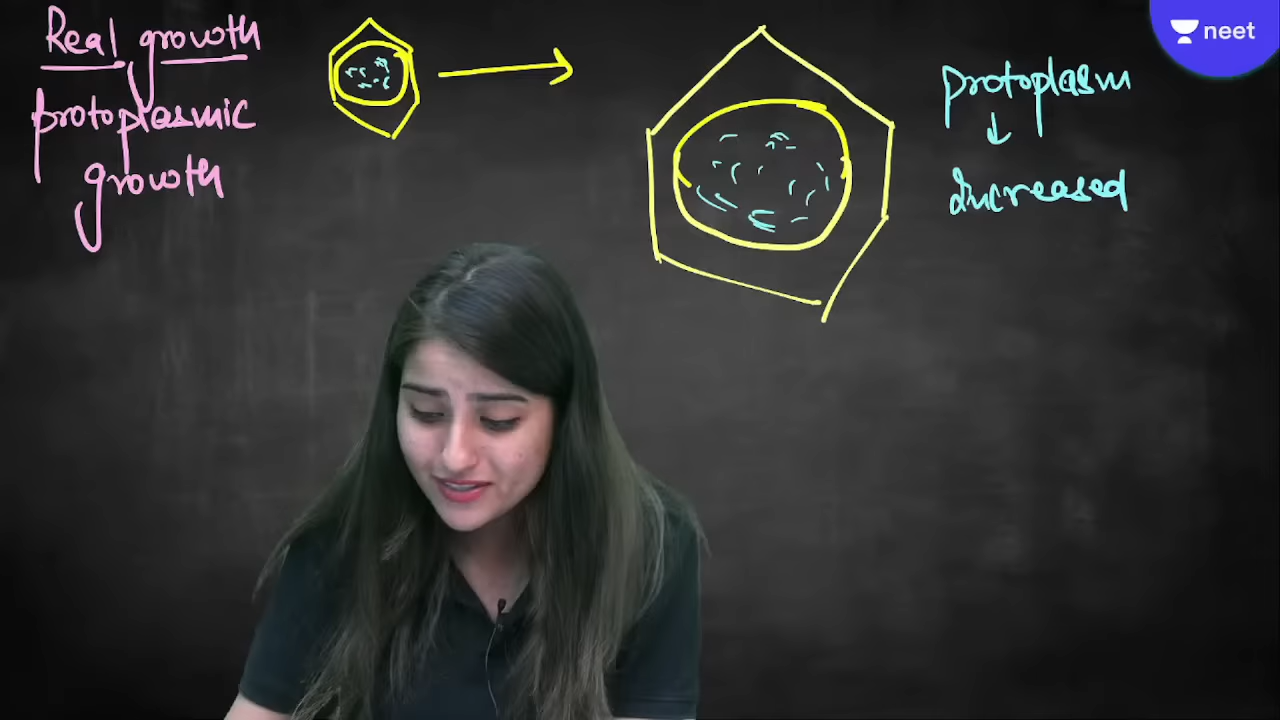 Real growth
protoplasmic
growth
protoplasm
↓
Increased
neet